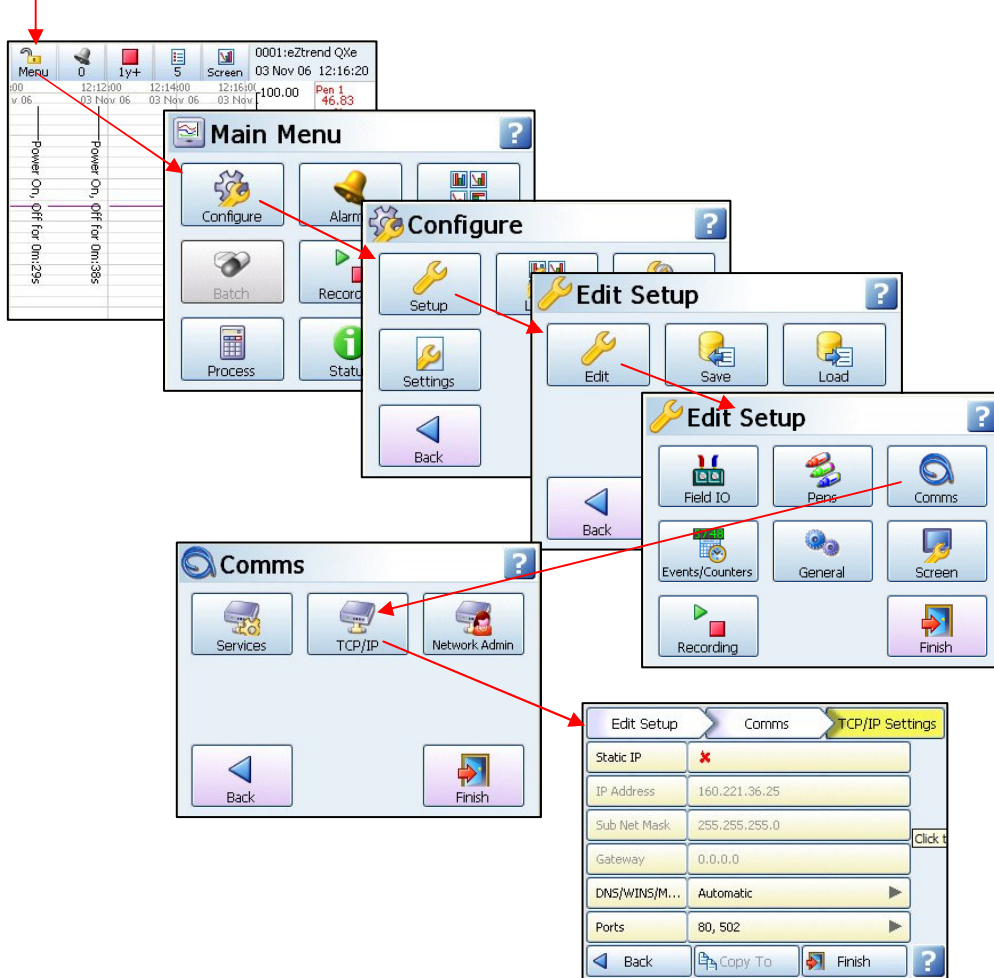 Menu
0
1y+
5
Screen
0001:eZtrend QXe
03 Nov 06 12:16:20
:00
12:12:00
12:14:00
12:16:0
v 06
03 Nov 06
03 Nov 06
03 Nov
100.00
Pen 1
46.83
Power On, Off for 0m:29s
Power On, Off for 0m:38s
Main Menu
?
Configure
Alarm
Batch
Record
Process
Statu
Configure
?
Setup
L
Settings
Back
Edit Setup
?
Edit
Save
Load
Back
Edit Setup
?
Field IO
Pens
Comms
Events/Counters
General
Screen
Recording
Finish
Comms
?
Services
TCP/IP
Network Admin
Back
Finish
Edit Setup
Comms
TCP/IP Settings
Static IP
IP Address
160.221.36.25
Sub Net Mask
255.255.255.0
Click t
Gateway
0.0.0.0
DNS/WINS/M...
Automatic
Ports
80, 502
Back
Copy To
Finish
?